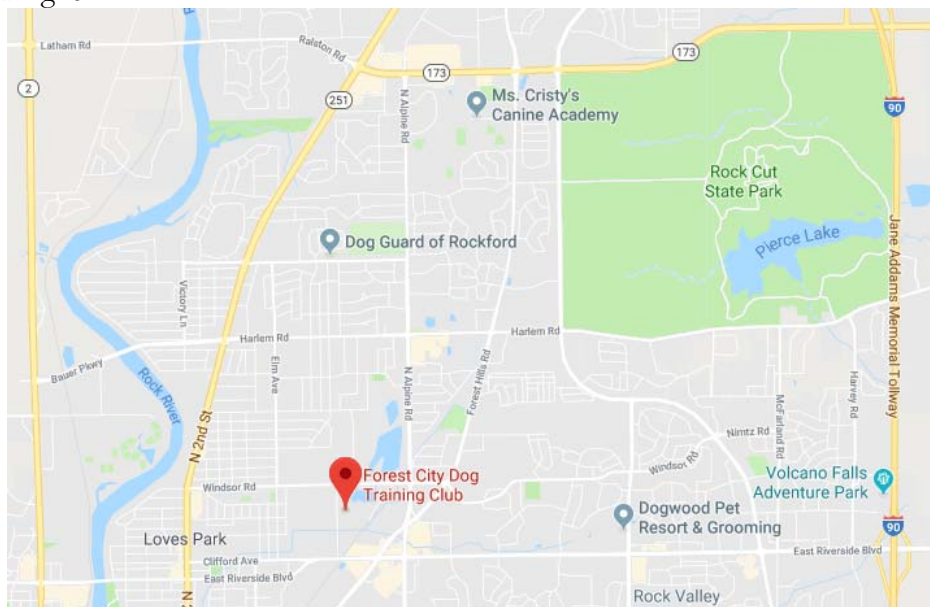 Latham Rd
Ralston Rd
173
173
2
251
90
N Alpine Rd
Ms. Cristy's
Canine Academy
Rock Cut
State Park
Pierce Lake
Jane Addams Memorial Tollway
Dog Guard of Rockford
Victory Ln
Harlem Rd
Harlem Rd
Bauer Pkwy
Rock River
Elm Ave
N Alpine Rd
Forest Hills Rd
N 2nd St
McFarland Rd
Harvey Rd
Nimtz Rd
Windsor Rd
Forest City Dog
Training Club
Windsor Rd
Volcano Falls
Adventure Park
Dogwood Pet
Resort & Grooming
90
Loves Park
Clifford Ave
East Riverside Blvd
East Riverside Blvd
Rock Valley